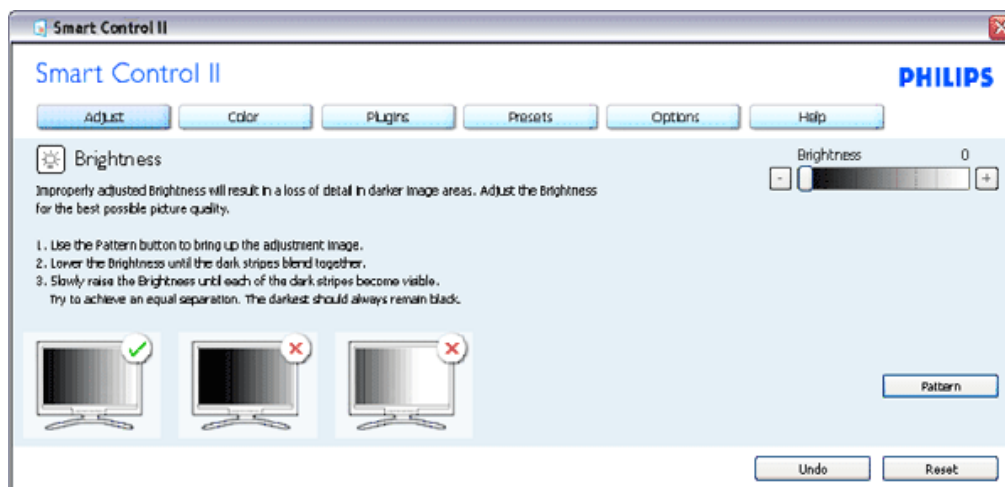 Smart Control II
Smart Control II
PHILIPS
Adjust
Color
Plugins
Presets
Options
Help
Brightness
Brightness 0
- +
Improperly adjusted Brightness will result in a loss of detail in darker image areas. Adjust the Brightness
for the best possible picture quality.
1. Use the Pattern button to bring up the adjustment image.
2. Lower the Brightness until the dark stripes blend together.
3. Slowly raise the Brightness until each of the dark stripes become visible.
Try to achieve an equal separation. The darkest should always remain black.
Pattern
Undo
Reset